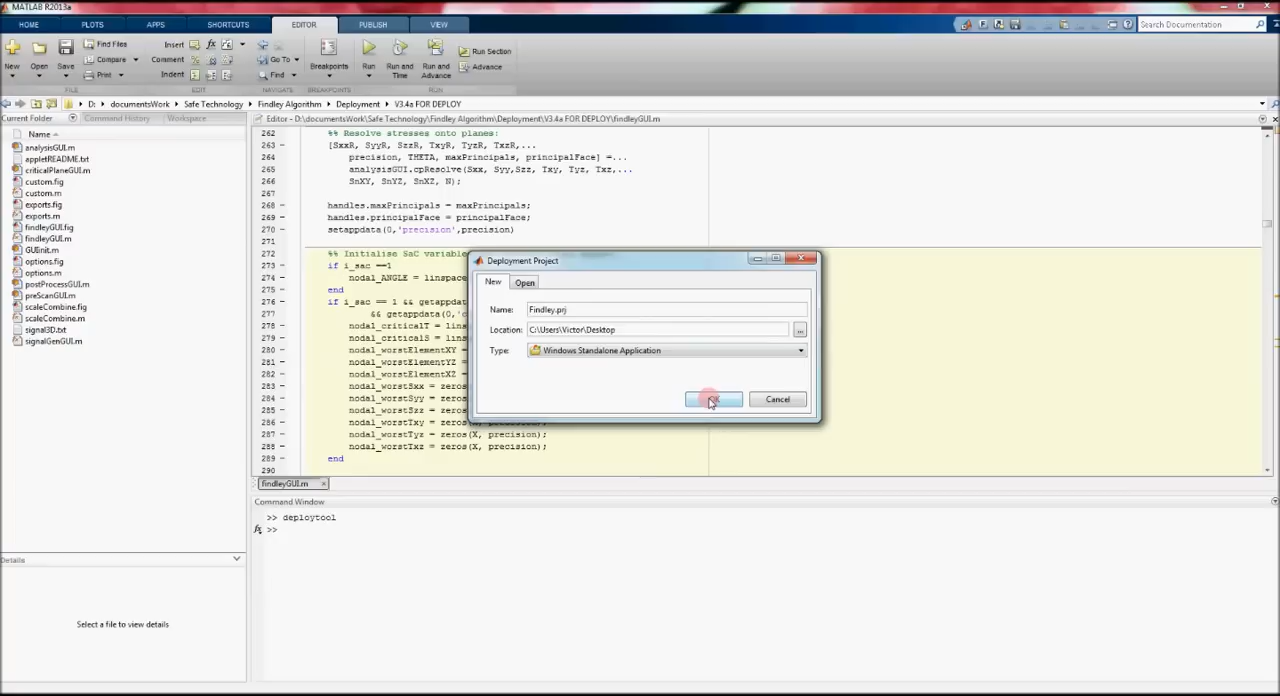 MATLAB R2013a
HOME PLOTS APPS SHORTCUTS EDITOR PUBLISH VIEW
Search Documentation
New Open Save Find Files Compare Print
Insert Comment Indent
Go To Find
Breakpoints
Run Run and Time Run and Advance Run Section Advance
FILE EDIT NAVIGATE BREAKPOINTS RUN
D: documentsWork Safe Technology Findley Algorithm Deployment V3.4a FOR DEPLOY
Current Folder Command History Workspace
Editor - D:\documentsWork\Safe Technology\Findley Algorithm\Deployment\V3.4a FOR DEPLOY\findleyGUI.m
Name
analysisGUI.m
appletREADME.txt
criticalPlaneGUI.m
custom.fig
custom.m
exports.fig
exports.m
findleyGUI.fig
findleyGUI.m
GUIinit.m
options.fig
options.m
postProcessGUI.m
preScanGUI.m
scaleCombine.fig
scaleCombine.m
signal3D.txt
signalGenGUI.m
262 %% Resolve stresses onto planes:
263 - [SxxR, SyyR, SzzR, TxyR, TyzR, TxzR,...
264 precision, THETA, maxPrincipals, principalFace] =...
265 analysisGUI.cpResolve(Sxx, Syy,Szz, Txy, Tyz, Txz,...
266 SnXY, SnYZ, SnXZ, N);
267
268 - handles.maxPrincipals = maxPrincipals;
269 - handles.principalFace = principalFace;
270 - setappdata(0,'precision',precision)
271
272 %% Initialise SaC variabl
273 - if i_sac ==1
274 - nodal_ANGLE = linspace
275 - end
276 - if i_sac == 1 && getappdat
277 && getappdata(0,'c
278 - nodal_criticalT = lins
279 - nodal_criticalS = lins
280 - nodal_worstElementXY =
281 - nodal_worstElementYZ =
282 - nodal_worstElementXZ =
283 - nodal_worstSxx = zeros
284 - nodal_worstSyy = zeros
285 - nodal_worstSzz = zeros
286 - nodal_worstTxy = zeros(X, precision);
287 - nodal_worstTyz = zeros(X, precision);
288 - nodal_worstTxz = zeros(X, precision);
289 - end
290
Deployment Project
New Open
Name: Findley.prj
Location: C:\Users\Victor\Desktop ...
Type: Windows Standalone Application
OK Cancel
findleyGUI.m
Command Window
>> deploytool
fx >>
Details
Select a file to view details